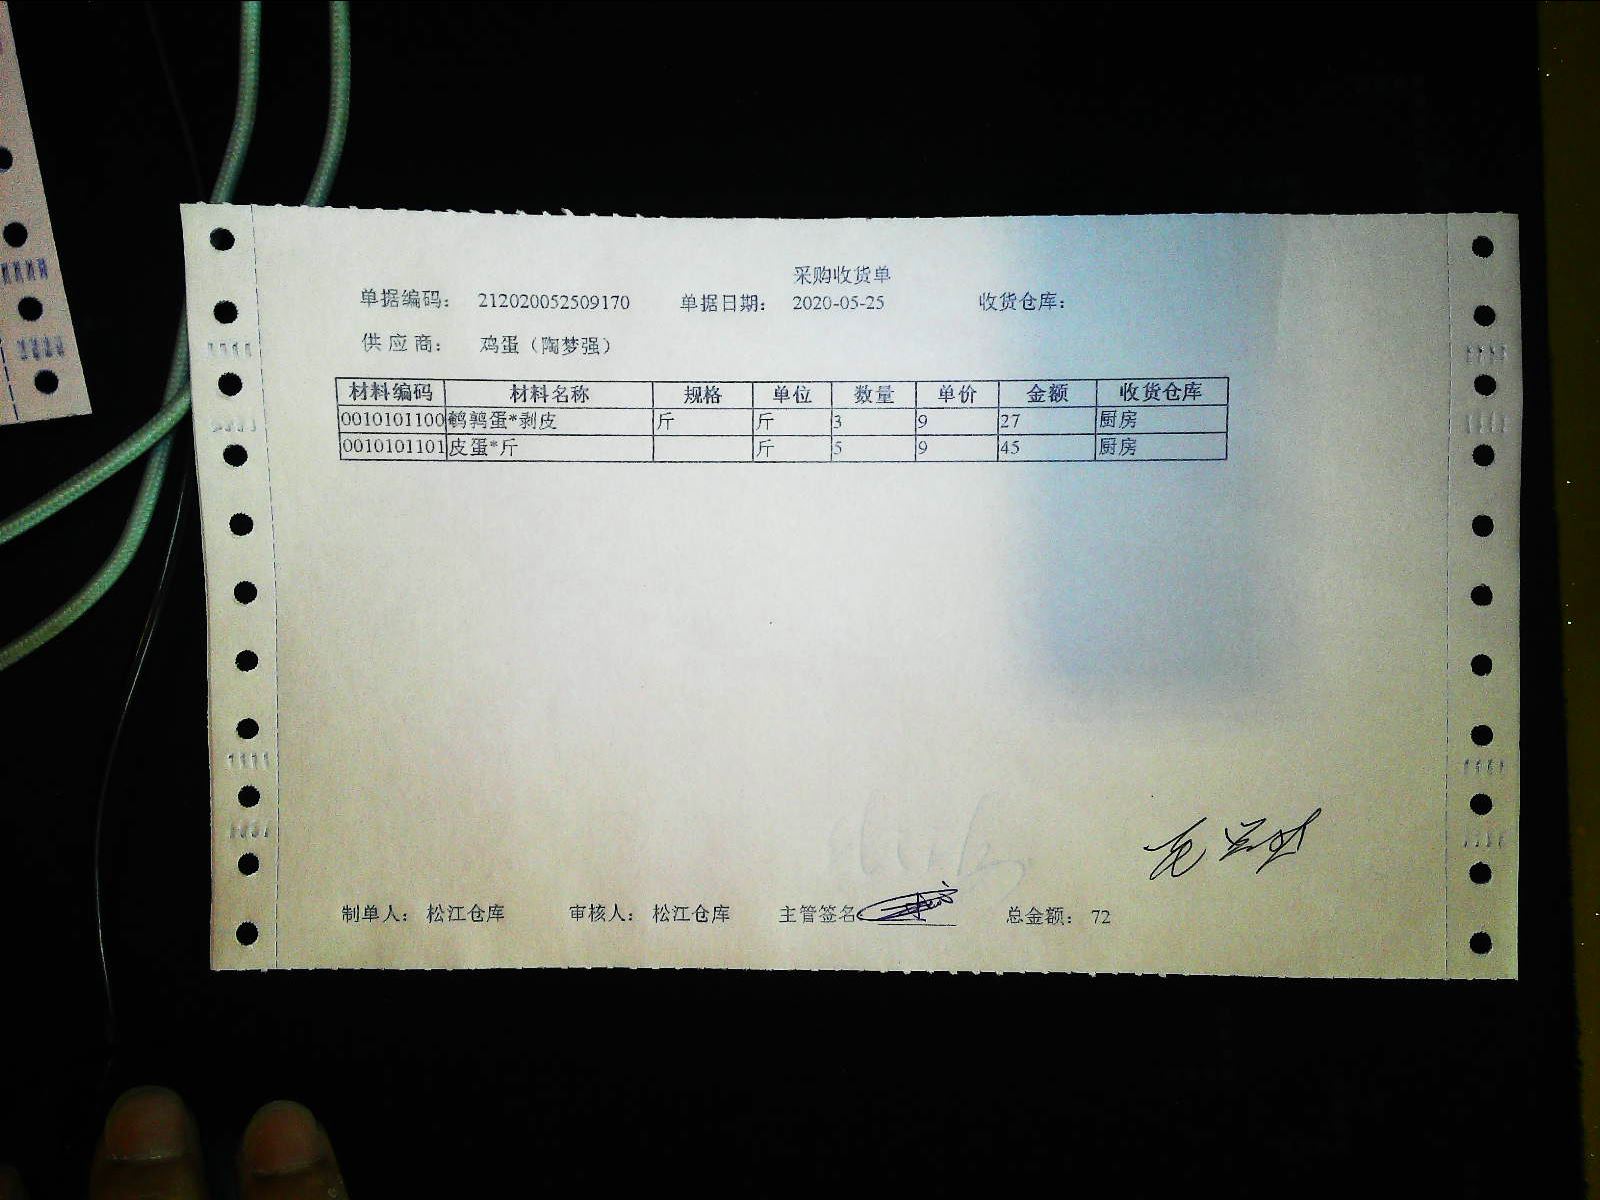 采购收货单
单据编码： 212020052509170 单据日期： 2020-05-25 收货仓库：
供应商： 鸡蛋（陶梦强）
材料编码 材料名称 规格 单位 数量 单价 金额 收货仓库
0010101100 鹌鹑蛋*剥皮 斤 斤 3 9 27 厨房
0010101101 皮蛋*斤 斤 5 9 45 厨房
制单人： 松江仓库 审核人： 松江仓库 主管签名 总金额： 72